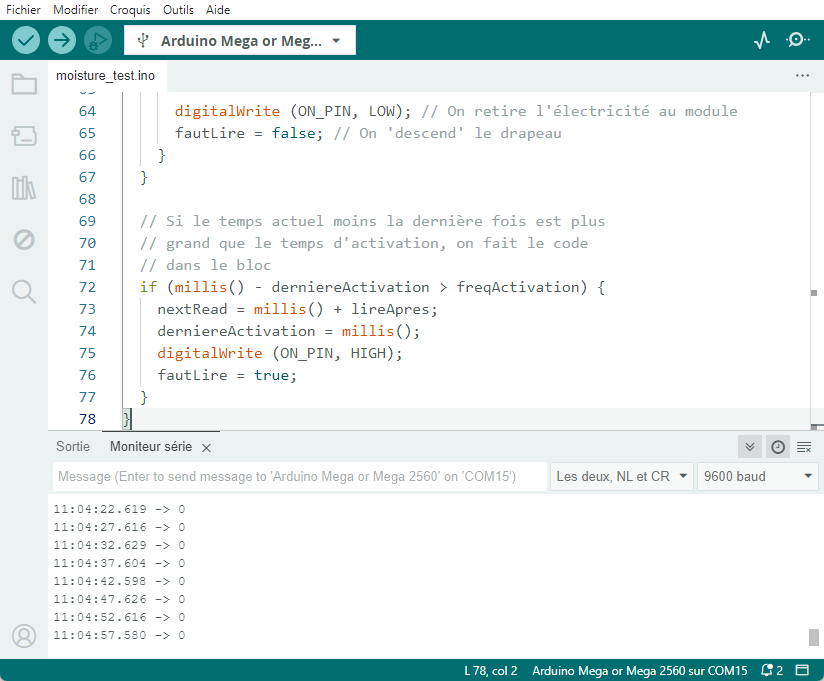 Fichier Modifier Croquis Outils Aide
Arduino Mega or Meg...
moisture_test.ino
64 digitalWrite (ON_PIN, LOW); // On retire l'électricité au module
65 fautLire = false; // On 'descend' le drapeau
66 }
67 }
68
69 // Si le temps actuel moins la dernière fois est plus
70 // grand que le temps d'activation, on fait le code
71 // dans le bloc
72 if (millis() - derniereActivation > freqActivation) {
73 nextRead = millis() + lireApres;
74 derniereActivation = millis();
75 digitalWrite (ON_PIN, HIGH);
76 fautLire = true;
77 }
78 }
Sortie Moniteur série
Message (Enter to send message to 'Arduino Mega or Mega 2560' on 'COM15') Les deux, NL et CR 9600 baud
11:04:22.619 -> 0
11:04:27.616 -> 0
11:04:32.629 -> 0
11:04:37.604 -> 0
11:04:42.598 -> 0
11:04:47.626 -> 0
11:04:52.616 -> 0
11:04:57.580 -> 0
L 78, col 2 Arduino Mega or Mega 2560 sur COM15 2